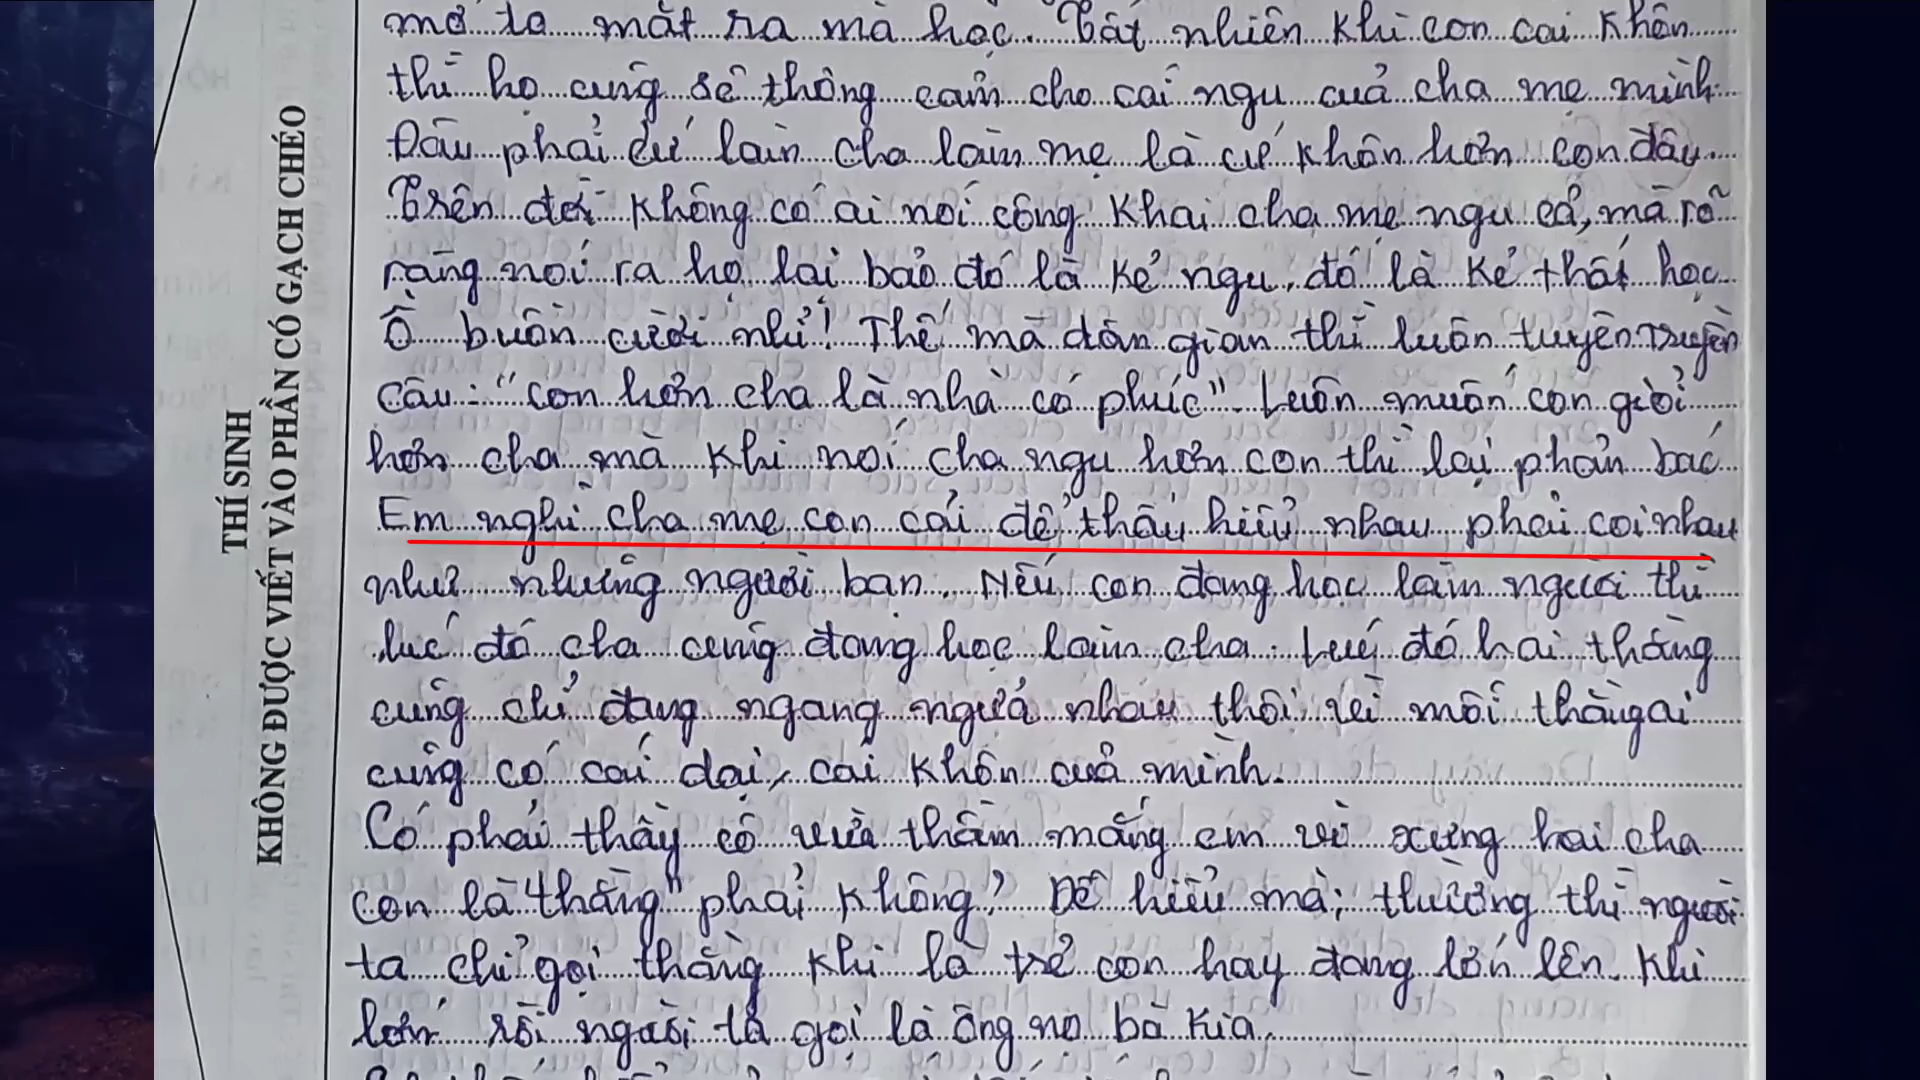 THÍ SINH
KHÔNG ĐƯỢC VIẾT VÀO PHẦN CÓ GẠCH CHÉO
mở to mắt ra mà học. Tất nhiên khi con cái khôn
thì họ cũng sẽ thông cảm cho cái ngu của cha mẹ mình.
Đâu phải cứ làm cha làm mẹ là cứ khôn hơn con đâu.
Trên đời không có ai nói công khai cha mẹ ngu cả, mà rõ
ràng nói ra họ lại bảo đó là kẻ ngu, đó là kẻ thất học.
Ồ buồn cười nhỉ! Thế mà dân gian thì luôn tuyên truyền
câu: "con hơn cha là nhà có phúc". Luôn muốn con giỏi
hơn cha mà khi nói cha ngu hơn con thì lại phản bác
Em nghĩ cha mẹ con cái để thấu hiểu nhau phải coi nhau
như những người bạn. Nếu con đang học làm người thì
lúc đó cha cũng đang học làm cha. Lúc đó hai thằng
cũng chỉ đang ngang ngửa nhau thôi, vì mỗi thằng ai
cũng có cái dại, cái khôn của mình.
Có phải thầy cô vừa thầm mắng em vì xưng hai cha
con là "thằng" phải không? Dễ hiểu mà; thường thì người
ta chỉ gọi thằng khi là trẻ con hay đang lớn lên khi
lớn rồi người ta gọi là ông nọ bà kia.